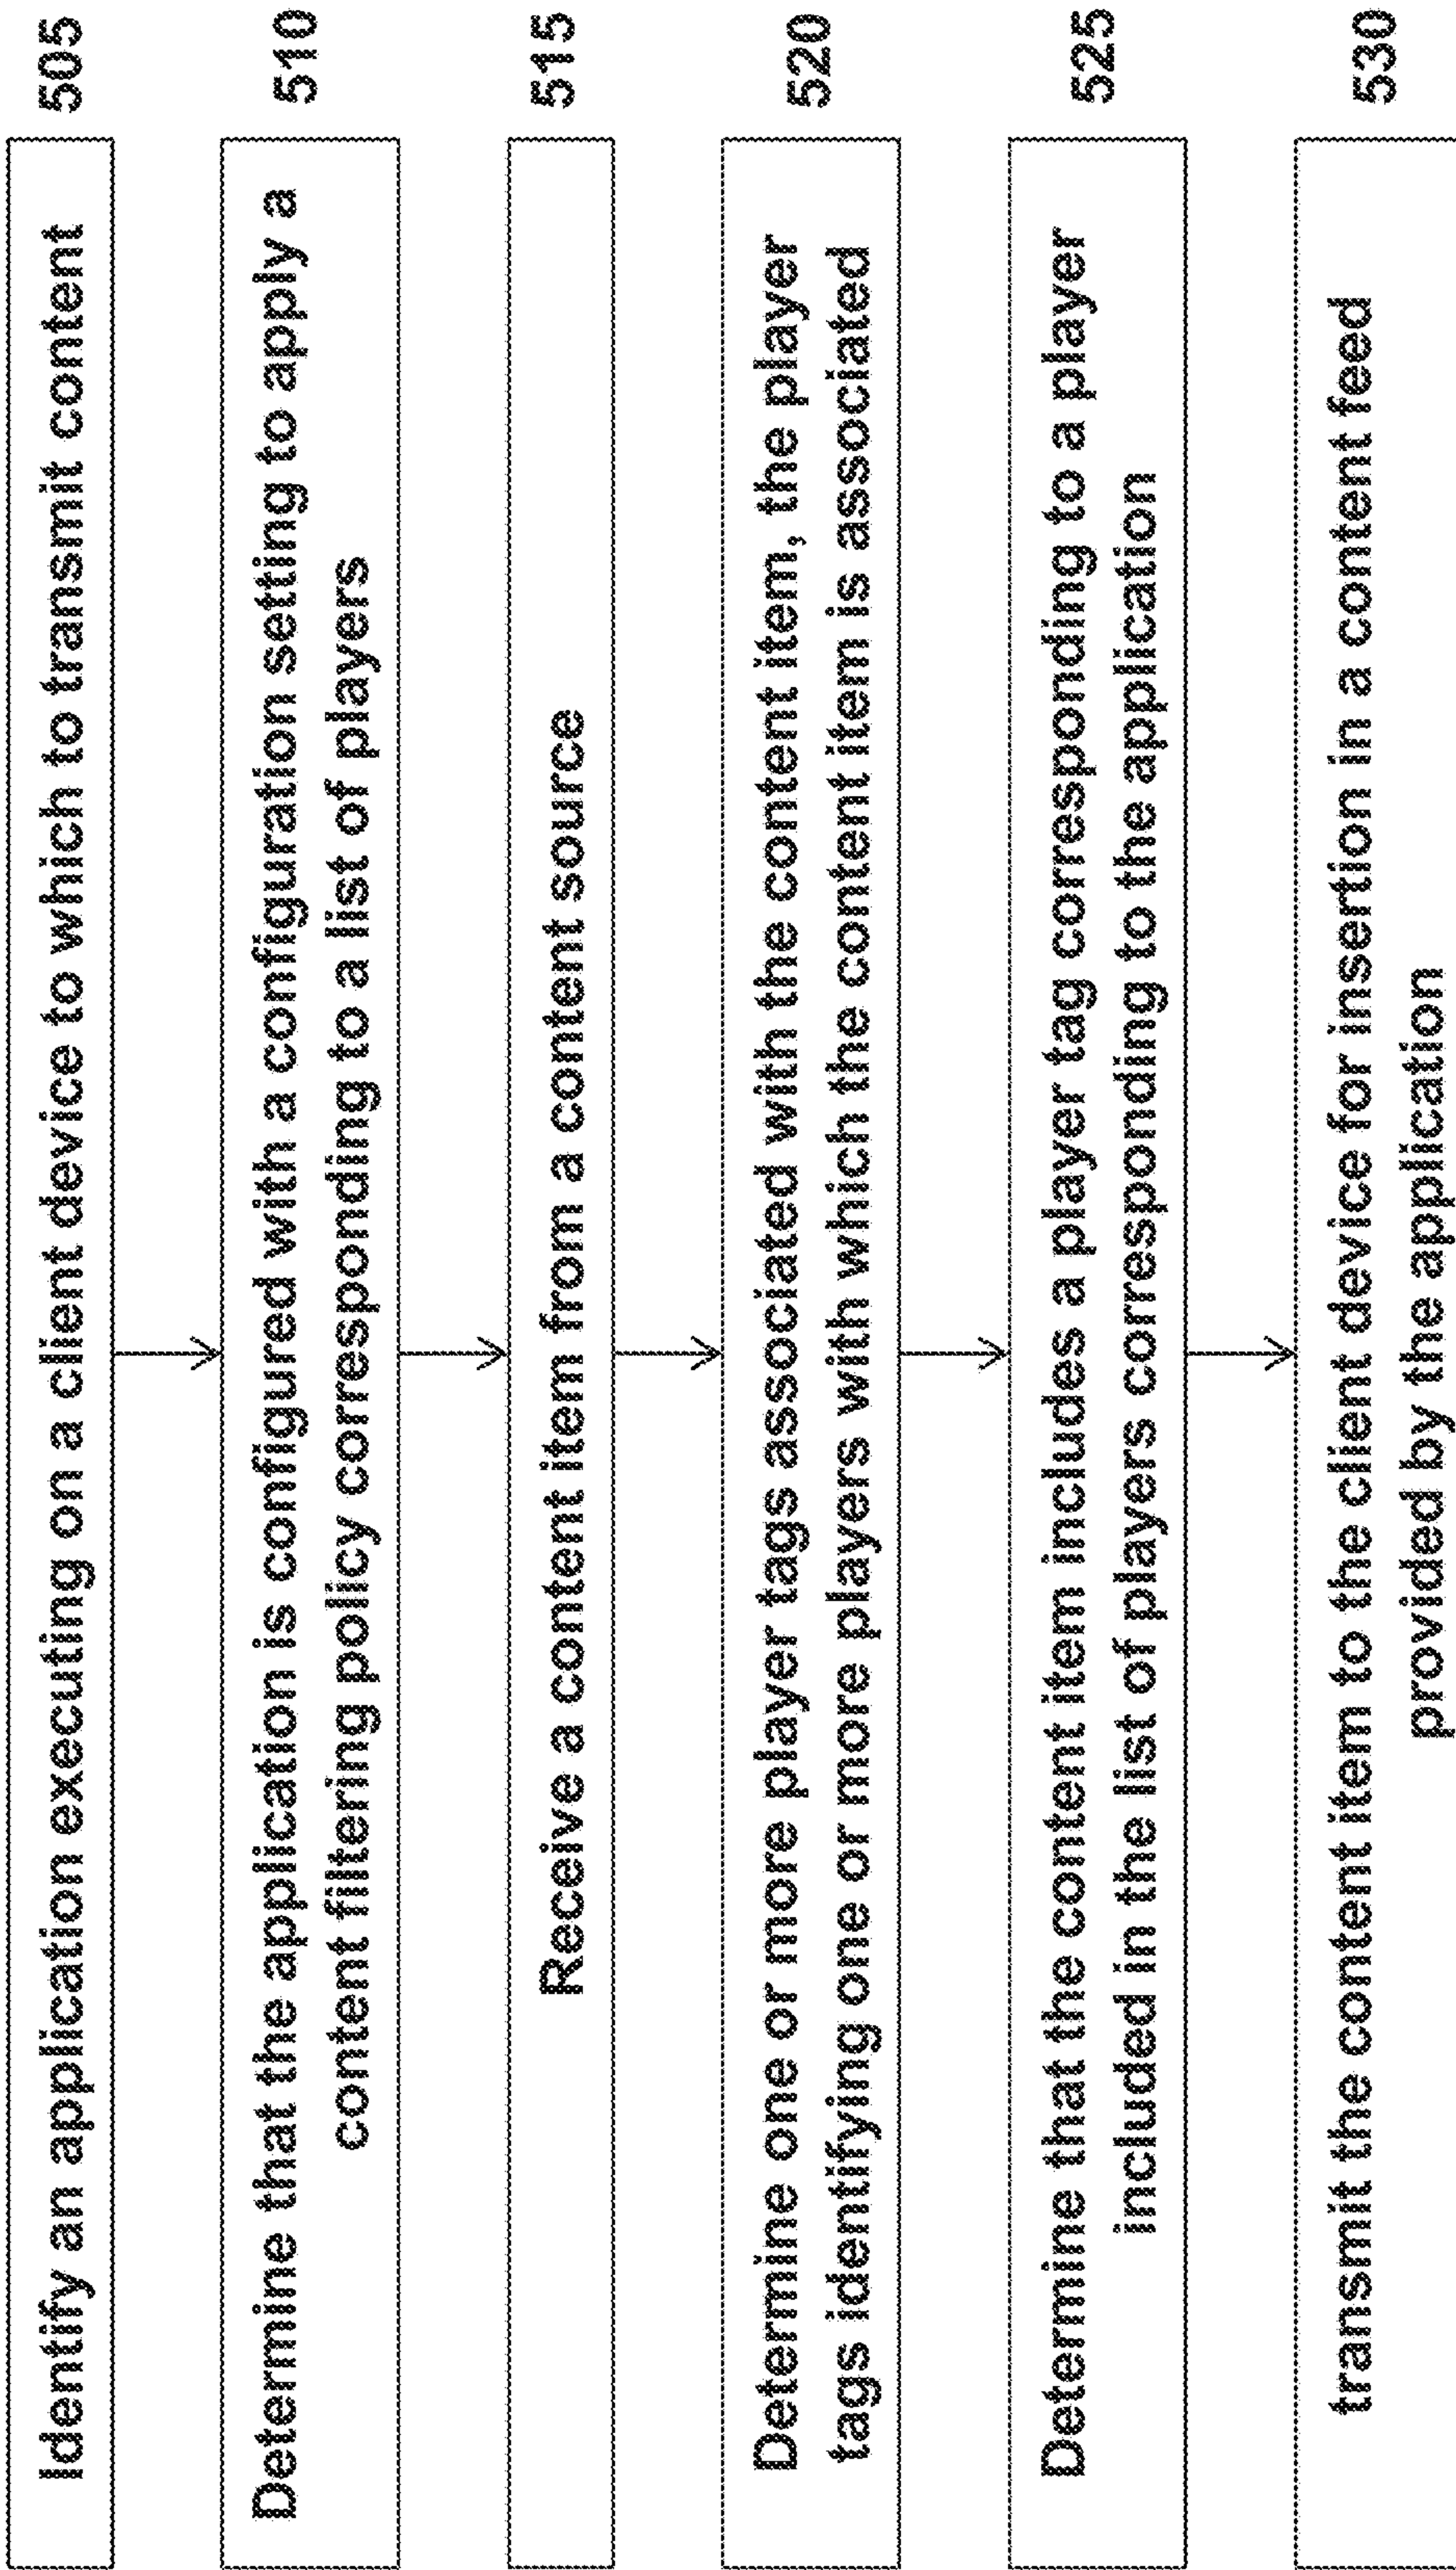 Identify an application executing on a client device to which to transmit content
505
Determine that the application is configured with a configuration setting to apply a
content filtering policy corresponding to a list of players
510
Receive a content item from a content source
515
Determine one or more player tags associated with the content item, the player
tags identifying one or more players with which the content item is associated
520
Determine that the content item includes a player tag corresponding to a player
included in the list of players corresponding to the application
525
transmit the content item to the client device for insertion in a content feed
provided by the application
530